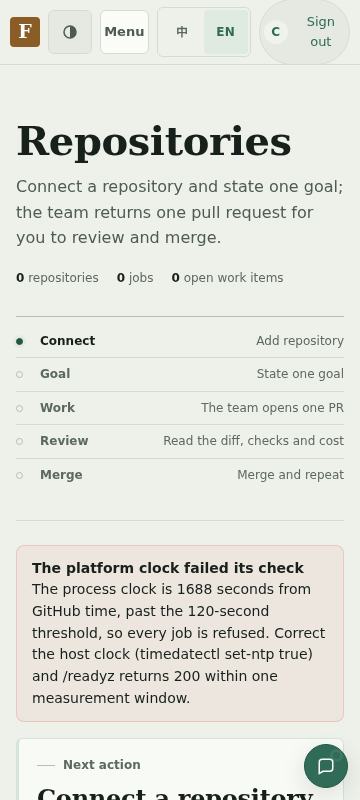 F
Menu
中
EN
C
Sign
out
Repositories
Connect a repository and state one goal;
the team returns one pull request for
you to review and merge.
0 repositories 0 jobs 0 open work items
Connect Add repository
Goal State one goal
Work The team opens one PR
Review Read the diff, checks and cost
Merge Merge and repeat
The platform clock failed its check
The process clock is 1688 seconds from
GitHub time, past the 120-second
threshold, so every job is refused. Correct
the host clock (timedatectl set-ntp true)
and /readyz returns 200 within one
measurement window.
Next action
Connect a repository